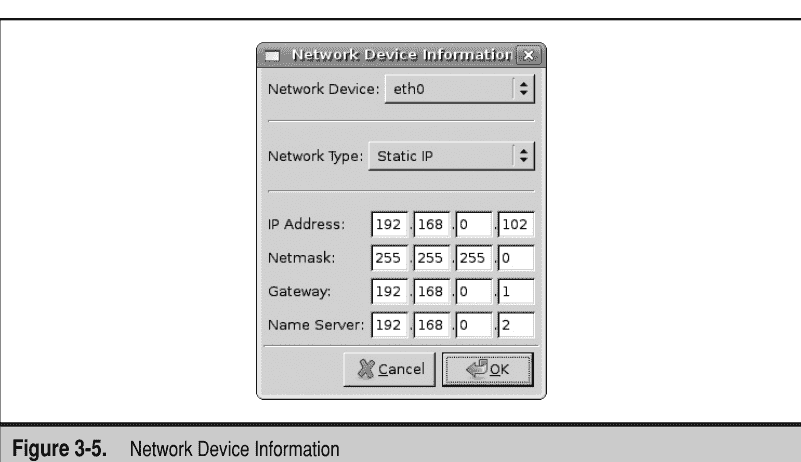 Network Device Information
Network Device: eth0
Network Type: Static IP
IP Address: 192 . 168 . 0 . 102
Netmask: 255 . 255 . 255 . 0
Gateway: 192 . 168 . 0 . 1
Name Server: 192 . 168 . 0 . 2
Cancel OK
Figure 3-5. Network Device Information